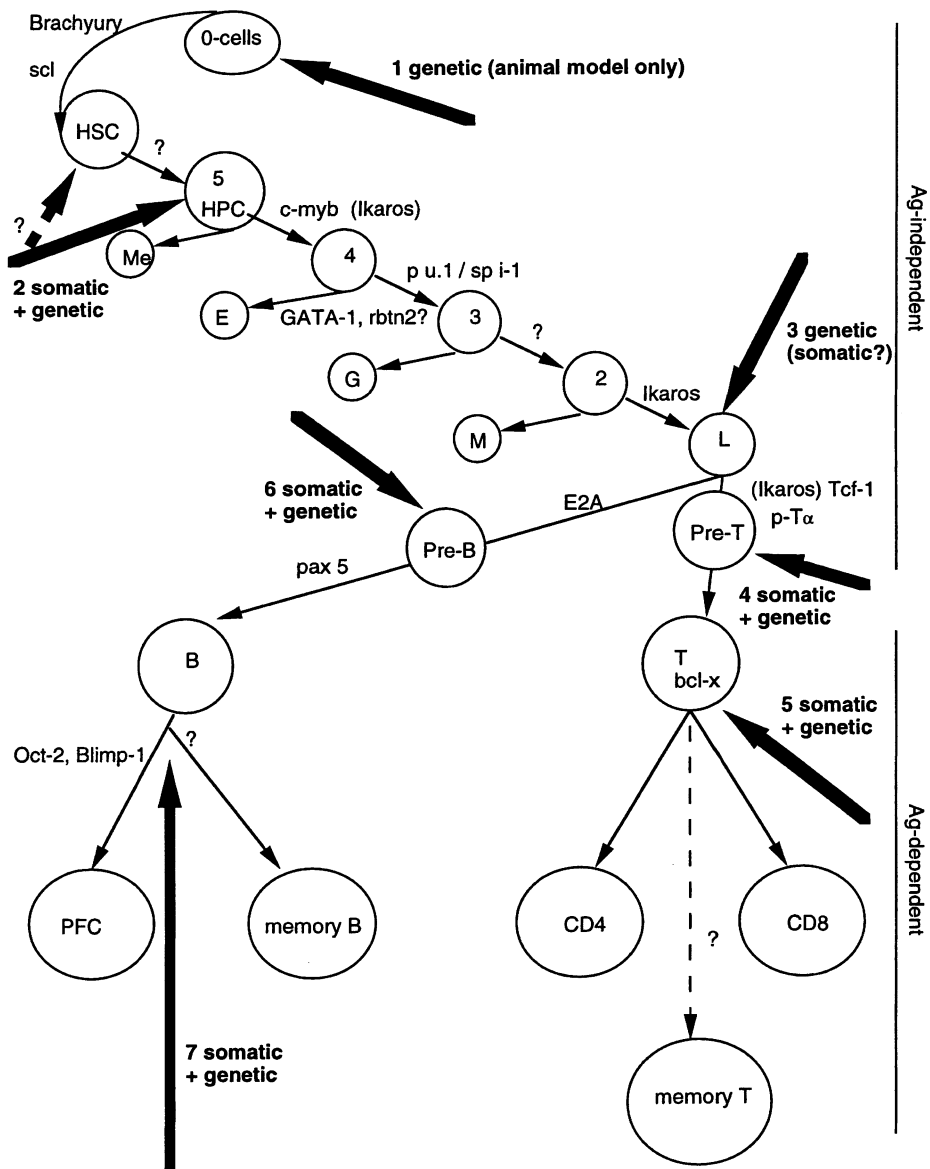 Brachyury
0-cells
scl
1 genetic (animal model only)
HSC
?
5
HPC
c-myb (Ikaros)
?
Me
2 somatic
+ genetic
4
p u.1 / sp i-1
E
GATA-1, rbtn2?
3
?
G
2
Ikaros
M
L
3 genetic
(somatic?)
Ag-independent
6 somatic
+ genetic
E2A
(Ikaros) Tcf-1
p-Tα
Pre-B
Pre-T
pax 5
4 somatic
+ genetic
B
T
bcl-x
5 somatic
+ genetic
Oct-2, Blimp-1
?
Ag-dependent
PFC
memory B
CD4
?
CD8
7 somatic
+ genetic
memory T